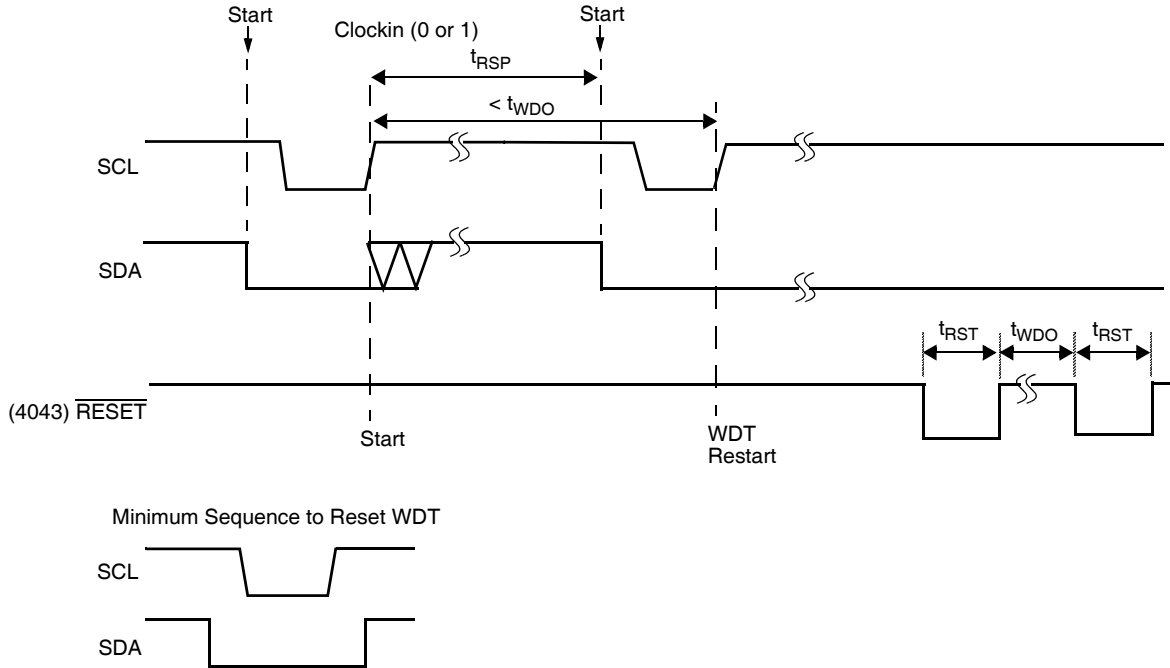 Start
Start
Clockin (0 or 1)
tRSP
< tWDO
SCL
SDA
tRST
tWDO
tRST
(4043) RESET
Start
WDT
Restart
Minimum Sequence to Reset WDT
SCL
SDA